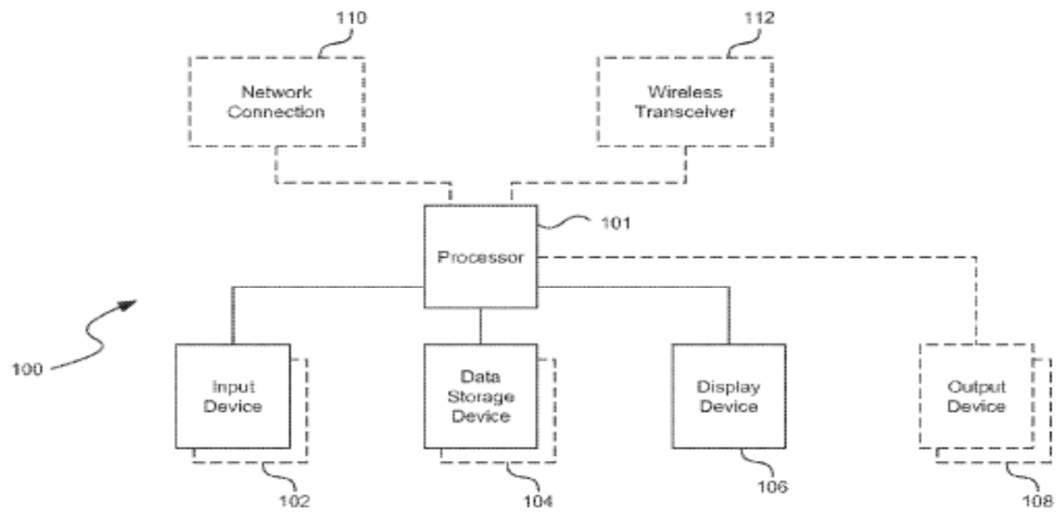 110
112
Network
Connection
Wireless
Transceiver
101
Processor
100
Input
Device
Data
Storage
Device
Display
Device
Output
Device
102
104
106
108